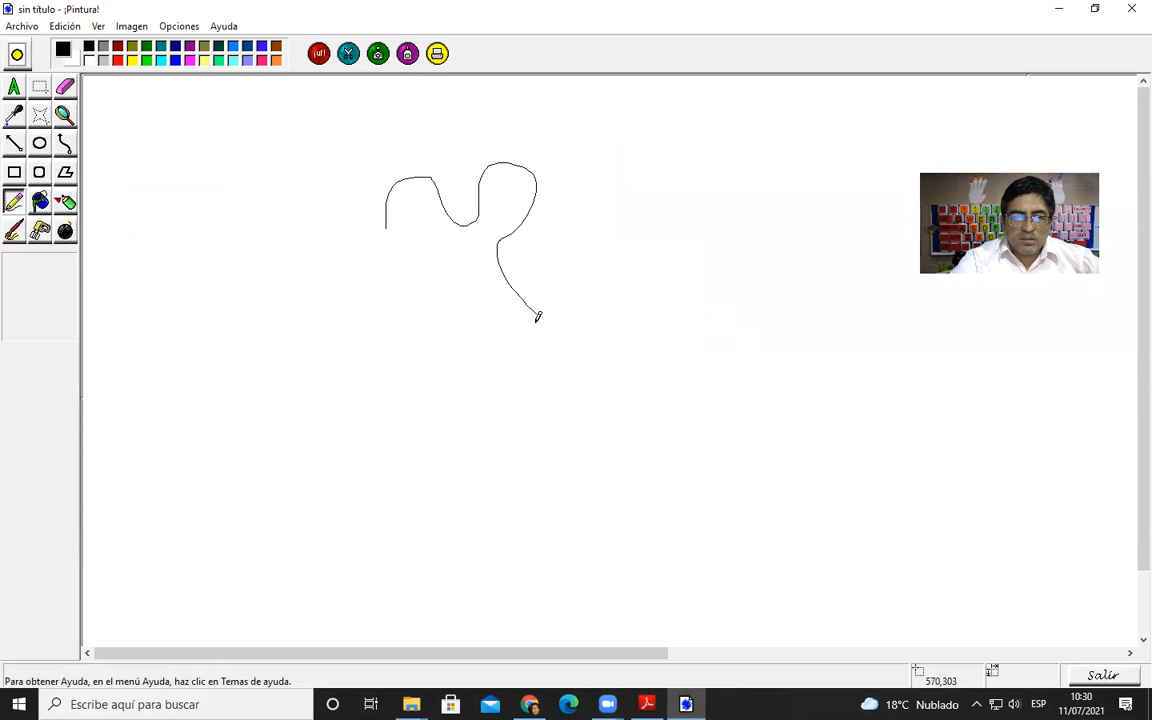 sin título - ¡Pintura!
Archivo Edición Ver Imagen Opciones Ayuda
¡uf!
A
Para obtener Ayuda, en el menú Ayuda, haz clic en Temas de ayuda.
570,303
Salir
Escribe aquí para buscar
18°C Nublado
ESP
10:30
11/07/2021